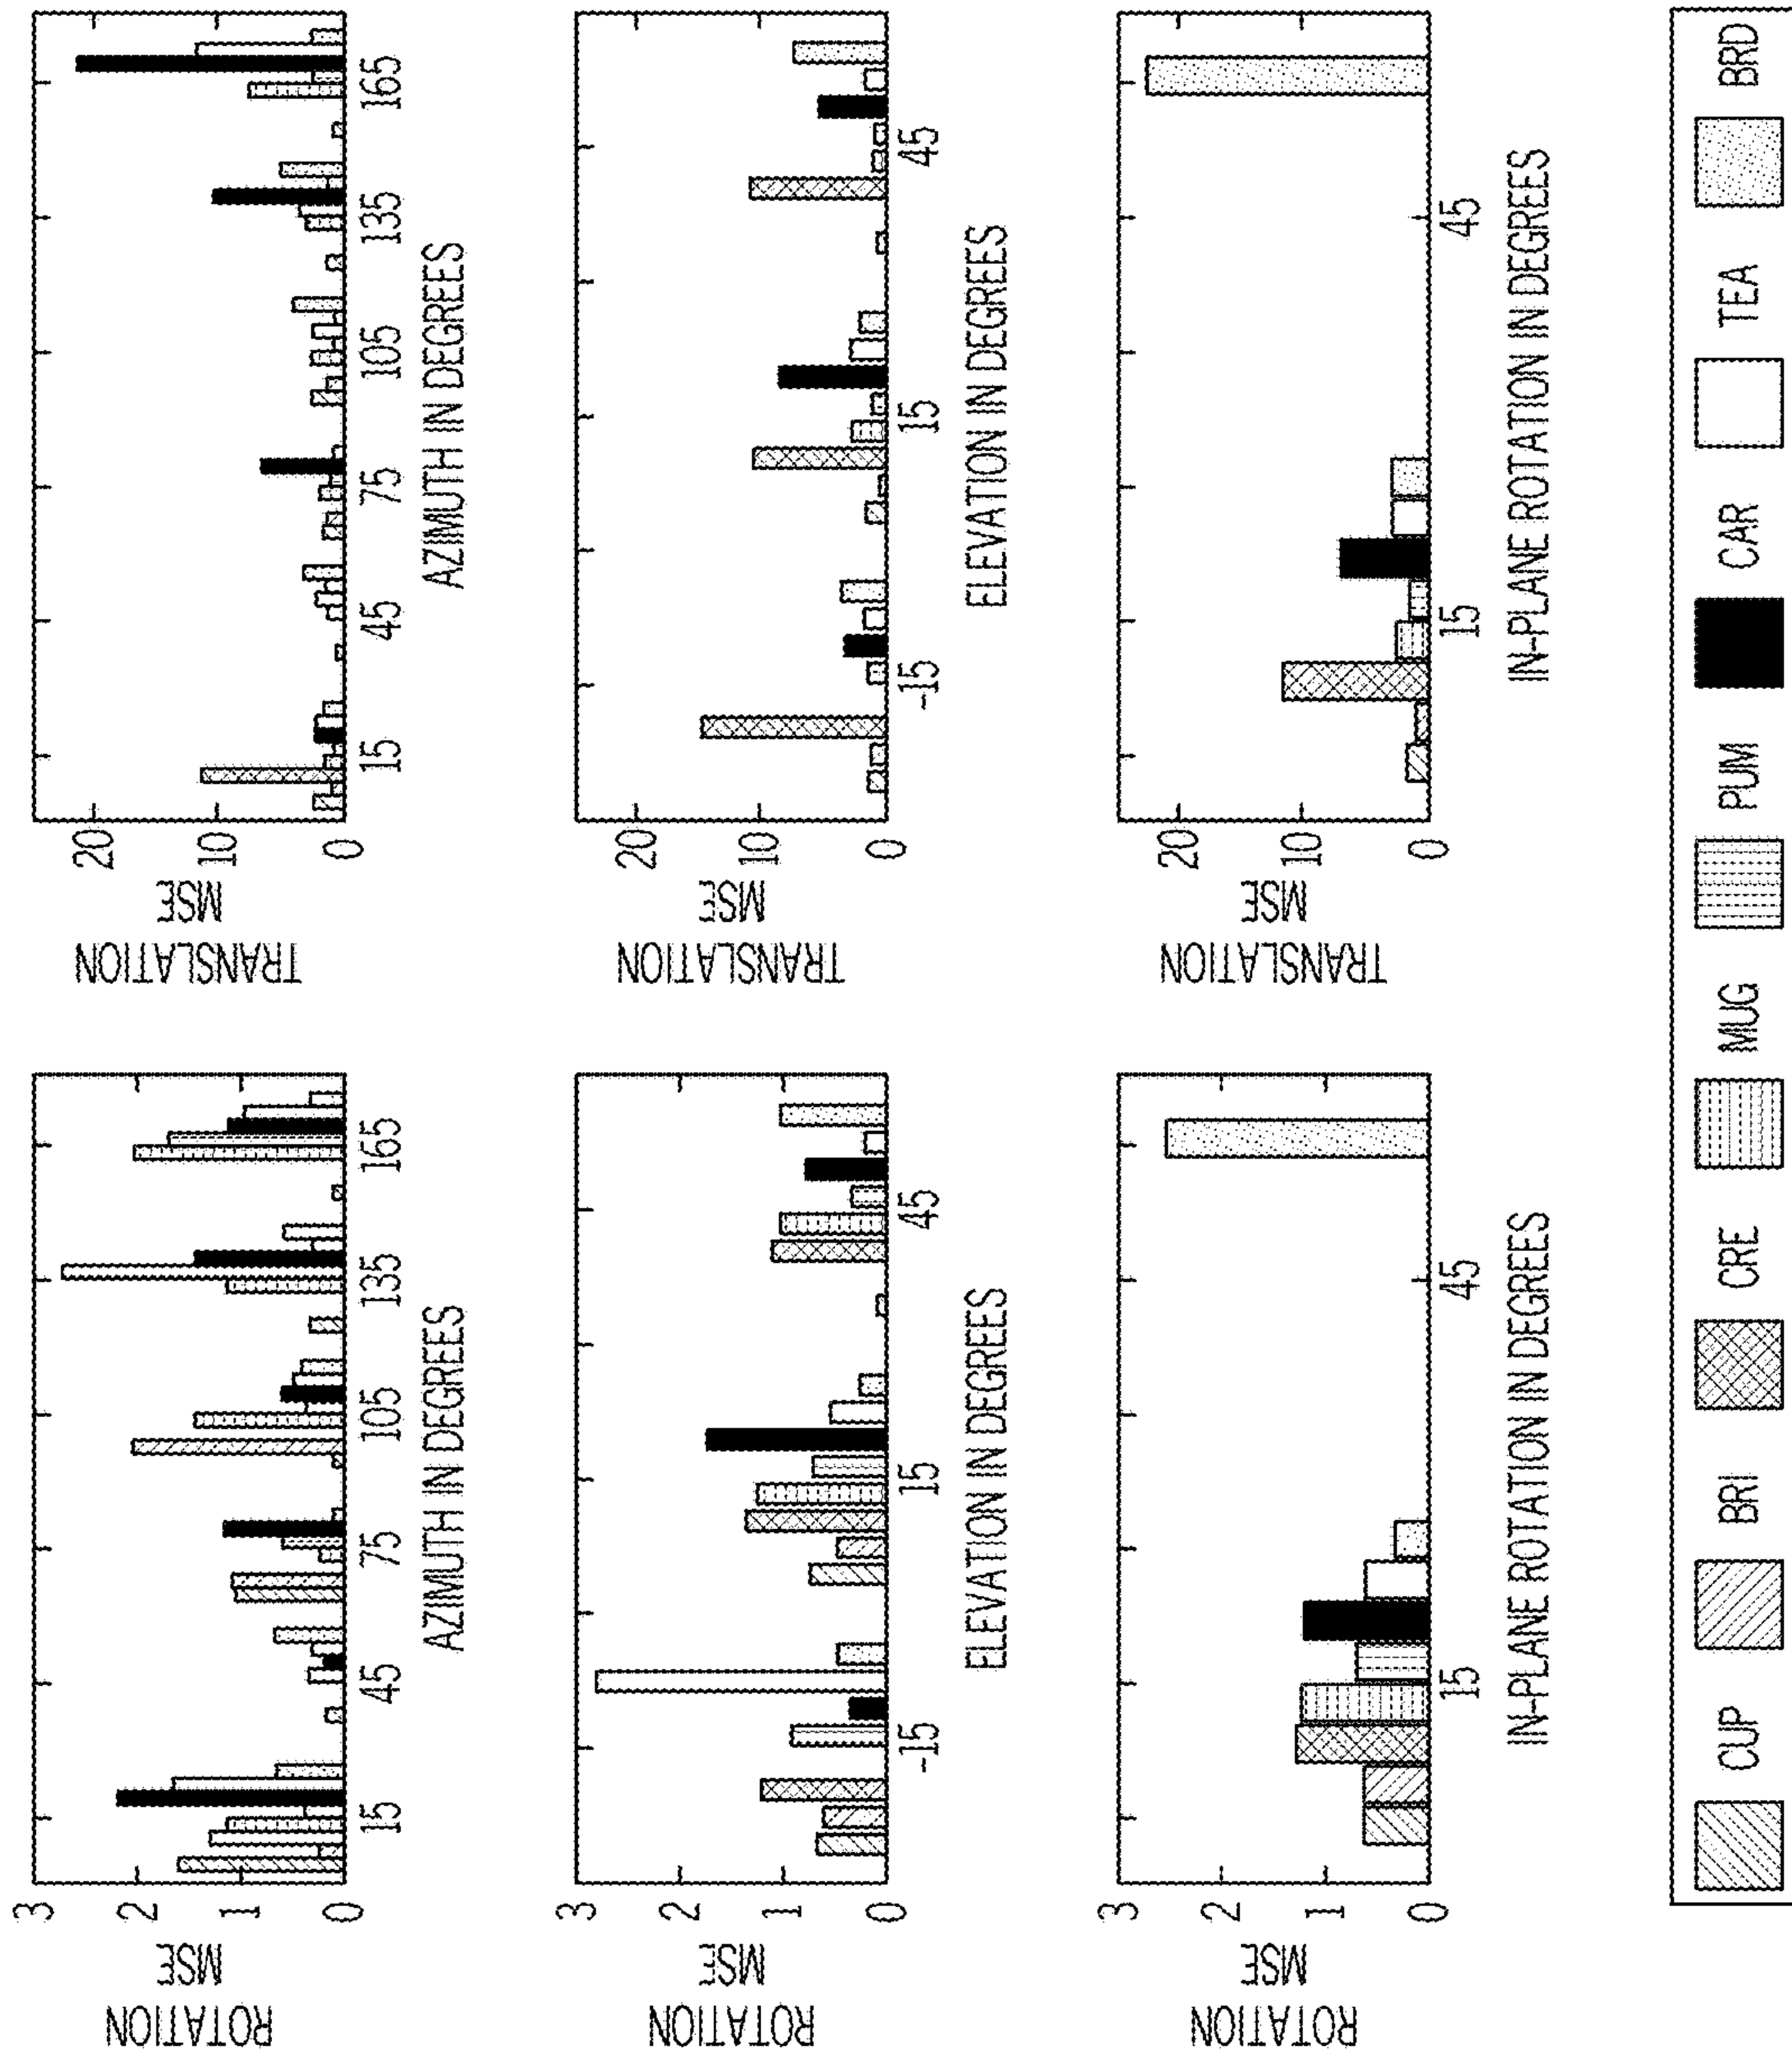 ROTATION
MSE
3
2
1
0
15
45
75
105
135
165
AZIMUTH IN DEGREES
TRANSLATION
MSE
20
10
0
15
45
75
105
135
165
AZIMUTH IN DEGREES
ROTATION
MSE
3
2
1
0
-15
15
45
ELEVATION IN DEGREES
TRANSLATION
MSE
20
10
0
-15
15
45
ELEVATION IN DEGREES
ROTATION
MSE
3
2
1
0
15
45
IN-PLANE ROTATION IN DEGREES
TRANSLATION
MSE
20
10
0
15
45
IN-PLANE ROTATION IN DEGREES
CUP
BRI
CRE
MUG
PUM
CAR
TEA
BRD